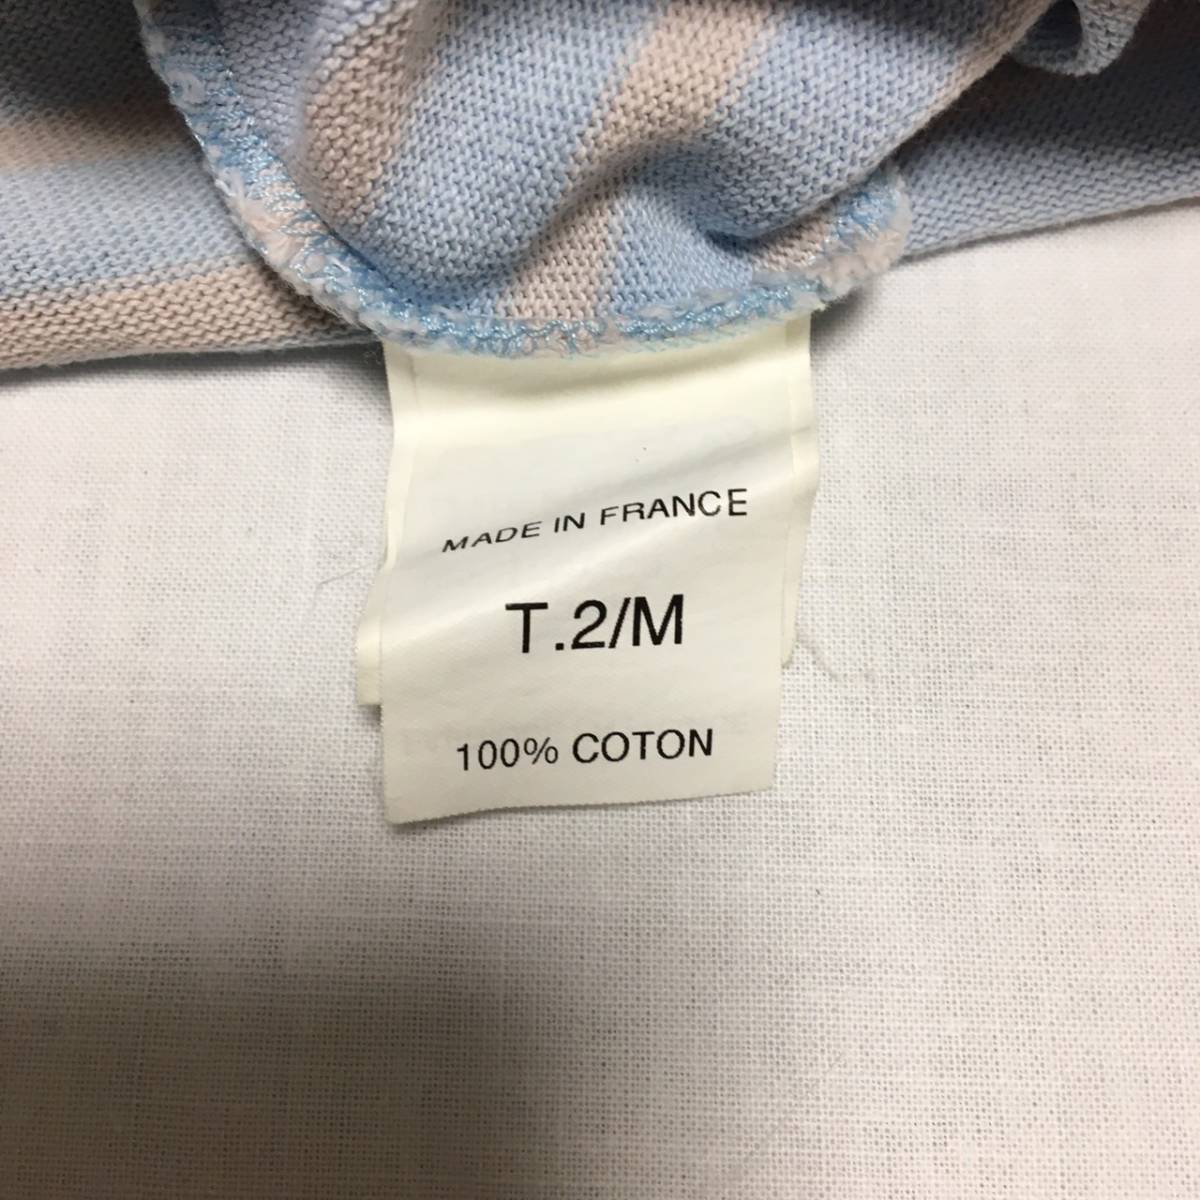 MADE IN FRANCE
T.2/M
100% COTON